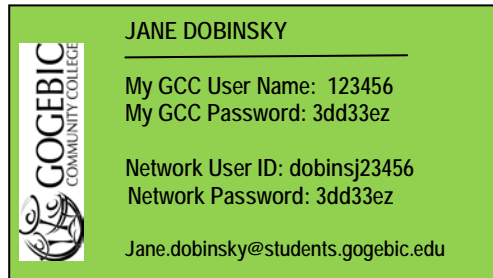 JANE DOBINSKY
GOGEBIC
COMMUNITY COLLEGE
My GCC User Name: 123456
My GCC Password: 3dd33ez
Network User ID: dobinsj23456
Network Password: 3dd33ez
Jane.dobinsky@students.gogebic.edu